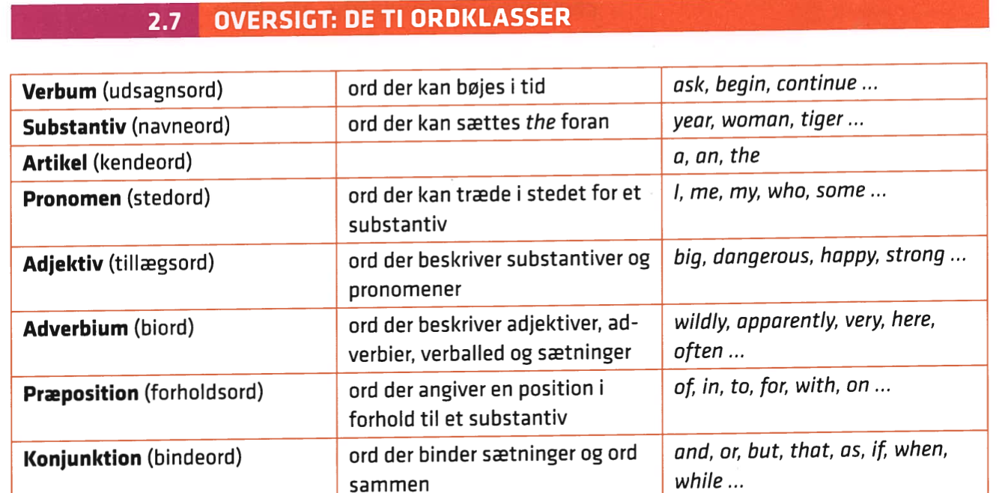 2.7 OVERSIGT: DE TI ORDKLASSER
Verbum (udsagnsord) ord der kan bøjes i tid ask, begin, continue ...
Substantiv (navneord) ord der kan sættes the foran year, woman, tiger ...
Artikel (kendeord) a, an, the
Pronomen (stedord) ord der kan træde i stedet for et I, me, my, who, some ...
substantiv
Adjektiv (tillægsord) ord der beskriver substantiver og big, dangerous, happy, strong ...
pronomener
Adverbium (biord) ord der beskriver adjektiver, ad- wildly, apparently, very, here,
verbier, verballed og sætninger often ...
Præposition (forholdsord) ord der angiver en position i of, in, to, for, with, on ...
forhold til et substantiv
Konjunktion (bindeord) ord der binder sætninger og ord and, or, but, that, as, if, when,
sammen while ...